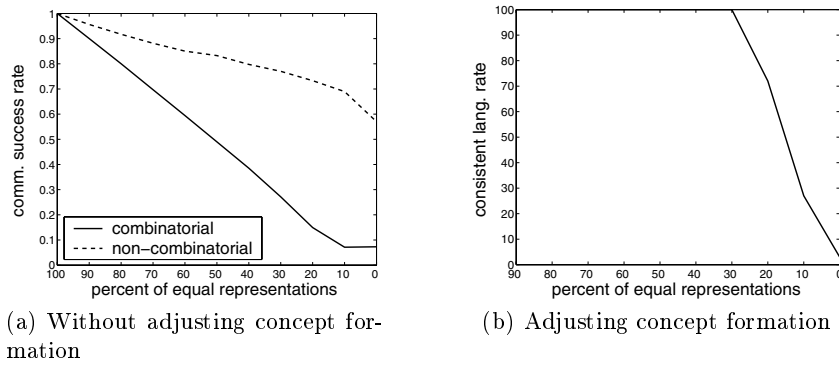 1
0.9
0.8
0.7
0.6
0.5
0.4
0.3
0.2
0.1
0
comm. success rate
combinatorial
non-combinatorial
100 90 80 70 60 50 40 30 20 10 0
percent of equal representations
(a) Without adjusting concept for-
mation
100
90
80
70
60
50
40
30
20
10
0
consistent lang. rate
90 80 70 60 50 40 30 20 10 0
percent of equal representations
(b) Adjusting concept formation